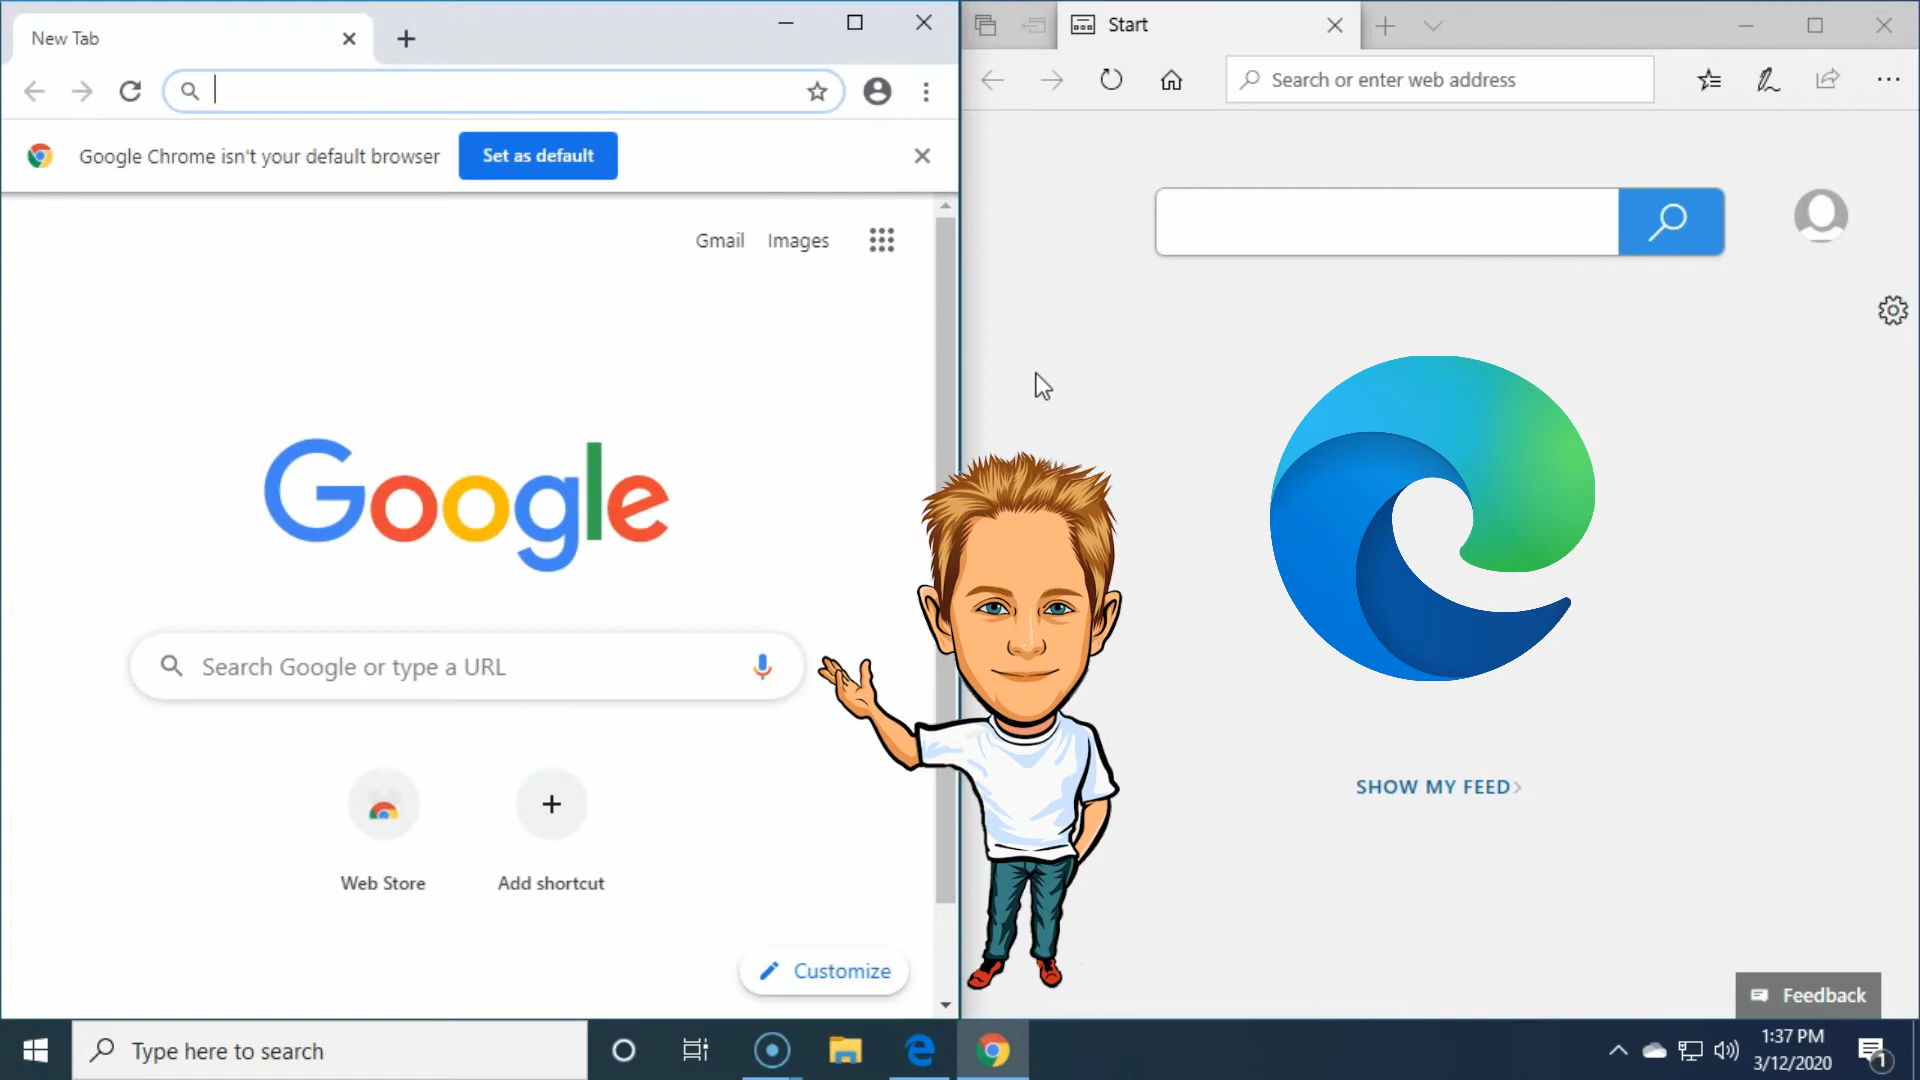 New Tab
Google Chrome isn't your default browser
Set as default
Gmail
Images
Google
Search Google or type a URL
Web Store
Add shortcut
Customize
Start
Search or enter web address
SHOW MY FEED
Feedback
Type here to search
1:37 PM
3/12/2020
1